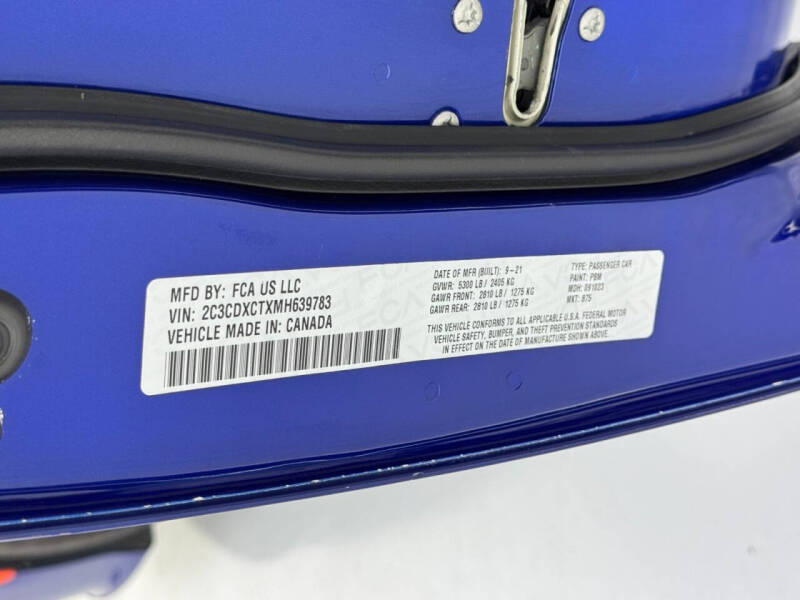 MFD BY: FCA US LLC
VIN: 2C3CDXCTXMH639783
VEHICLE MADE IN: CANADA
DATE OF MFR (BUILT): 9-21
GVWR: 5300 LB / 2405 KG
GAWR FRONT: 2810 LB / 1275 KG
GAWR REAR: 2810 LB / 1275 KG
TYPE: PASSENGER CAR
PAINT: PBM
MDH: 091023
MKT: 875
THIS VEHICLE CONFORMS TO ALL APPLICABLE U.S.A. FEDERAL MOTOR
VEHICLE SAFETY, BUMPER, AND THEFT PREVENTION STANDARDS
IN EFFECT ON THE DATE OF MANUFACTURE SHOWN ABOVE.